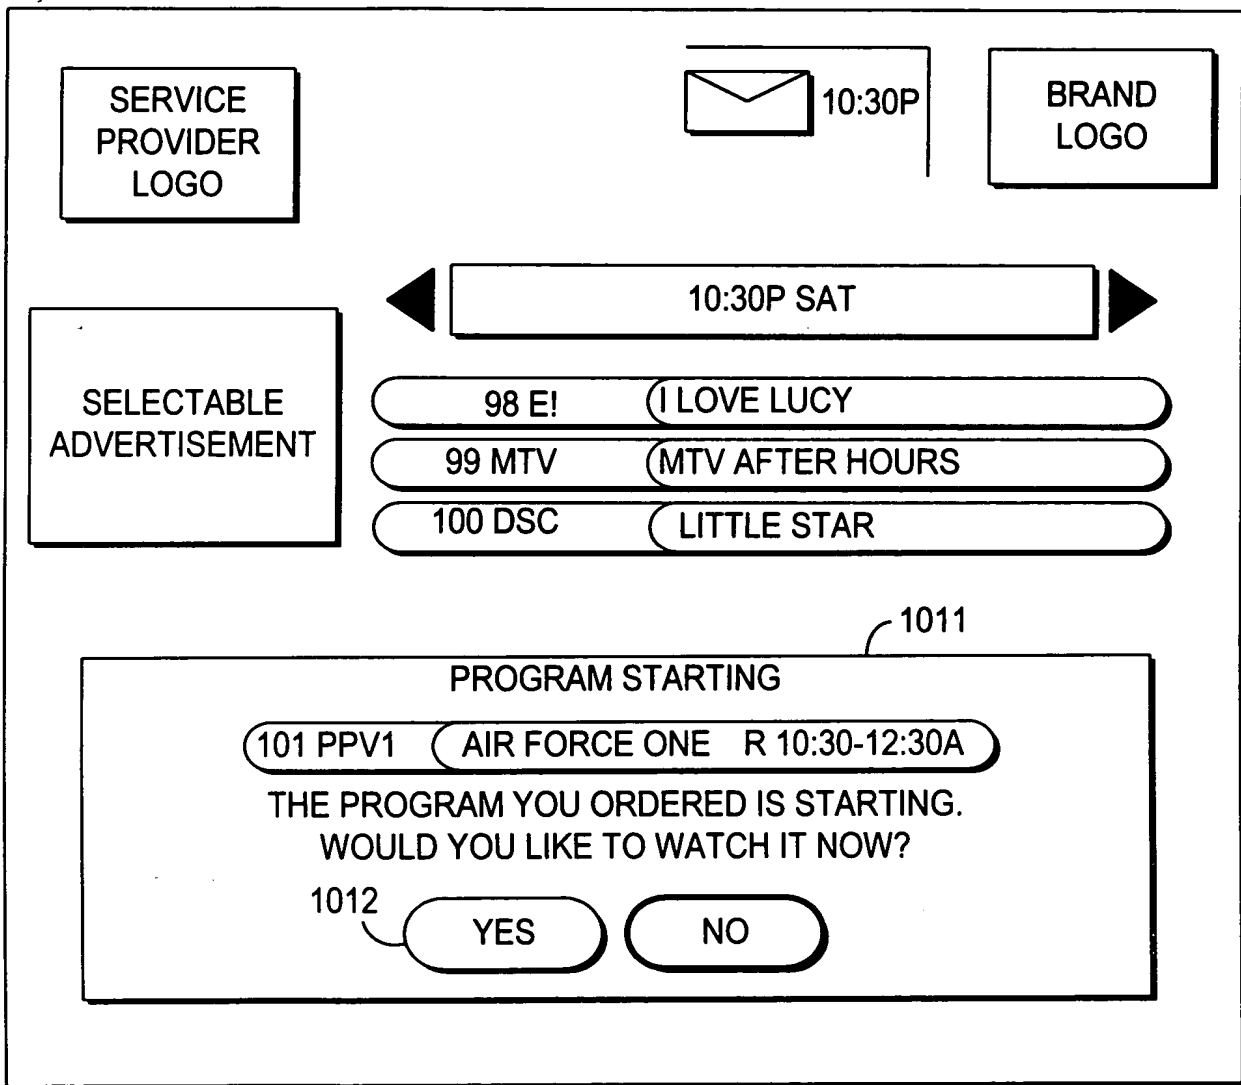 SERVICE
PROVIDER
LOGO
10:30P
BRAND
LOGO
10:30P SAT
SELECTABLE
ADVERTISEMENT
98 E! I LOVE LUCY
99 MTV MTV AFTER HOURS
100 DSC LITTLE STAR
1011
PROGRAM STARTING
101 PPV1 AIR FORCE ONE R 10:30-12:30A
THE PROGRAM YOU ORDERED IS STARTING.
WOULD YOU LIKE TO WATCH IT NOW?
1012
YES NO